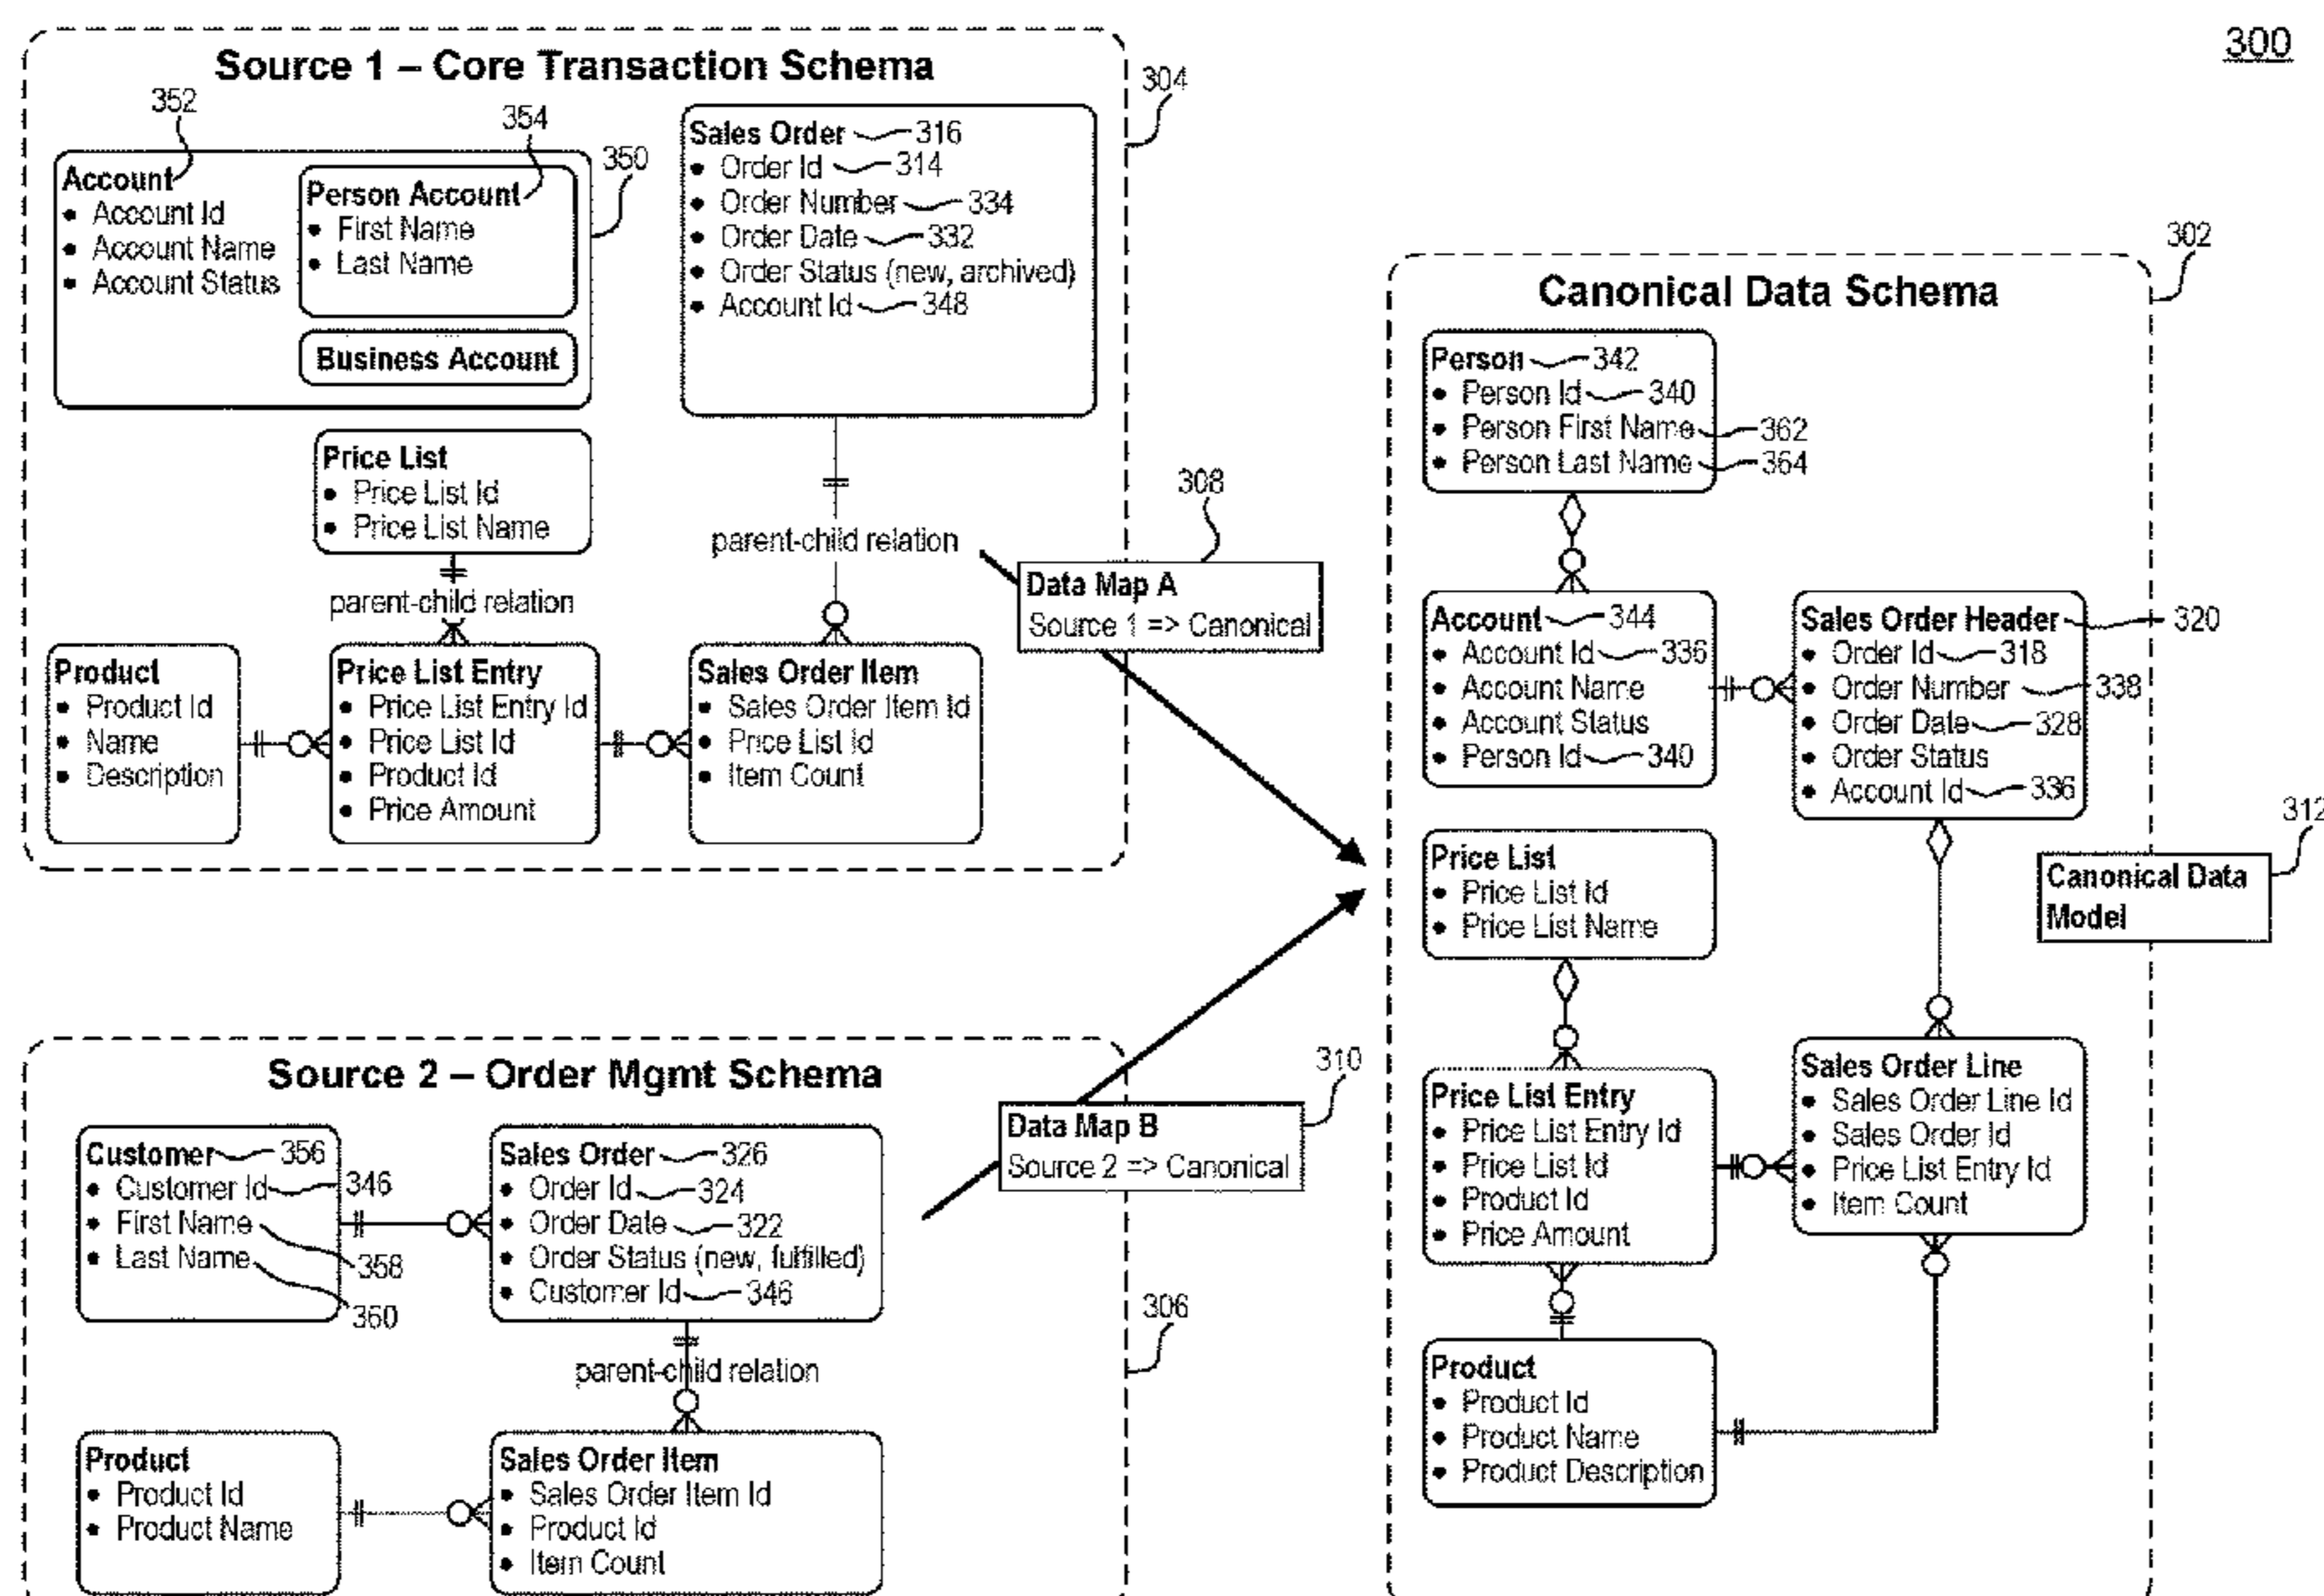 300
Source 1 – Core Transaction Schema
304
352
354
350
Account
• Account Id
• Account Name
• Account Status
Person Account
• First Name
• Last Name
Business Account
Sales Order 316
• Order Id 314
• Order Number 334
• Order Date 332
• Order Status (new, archived)
• Account Id 348
Price List
• Price List Id
• Price List Name
parent-child relation
parent-child relation
Product
• Product Id
• Name
• Description
Price List Entry
• Price List Entry Id
• Price List Id
• Product Id
• Price Amount
Sales Order Item
• Sales Order Item Id
• Price List Id
• Item Count
308
Data Map A
Source 1 => Canonical
Source 2 – Order Mgmt Schema
306
Customer 356
• Customer Id 346
• First Name 358
• Last Name 360
Sales Order 326
• Order Id 324
• Order Date 322
• Order Status (new, fulfilled)
• Customer Id 346
parent-child relation
Product
• Product Id
• Product Name
Sales Order Item
• Sales Order Item Id
• Product Id
• Item Count
310
Data Map B
Source 2 => Canonical
302
Canonical Data Schema
Person 342
• Person Id 340
• Person First Name 362
• Person Last Name 364
Account 344
• Account Id 336
• Account Name
• Account Status
• Person Id 340
Sales Order Header 320
• Order Id 318
• Order Number 338
• Order Date 328
• Order Status
• Account Id 336
312
Canonical Data
Model
Price List
• Price List Id
• Price List Name
Price List Entry
• Price List Entry Id
• Price List Id
• Product Id
• Price Amount
Sales Order Line
• Sales Order Line Id
• Sales Order Id
• Price List Entry Id
• Item Count
Product
• Product Id
• Product Name
• Product Description